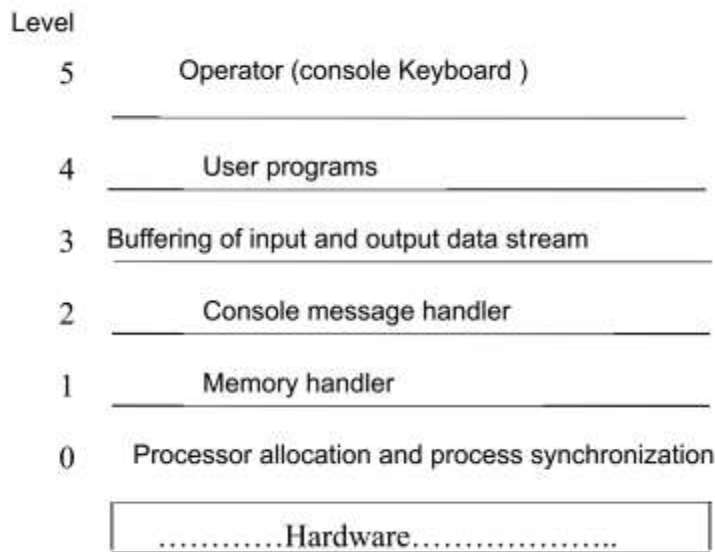 Level
5 Operator (console Keyboard )
4 User programs
3 Buffering of input and output data stream
2 Console message handler
1 Memory handler
0 Processor allocation and process synchronization
…………Hardware………………..